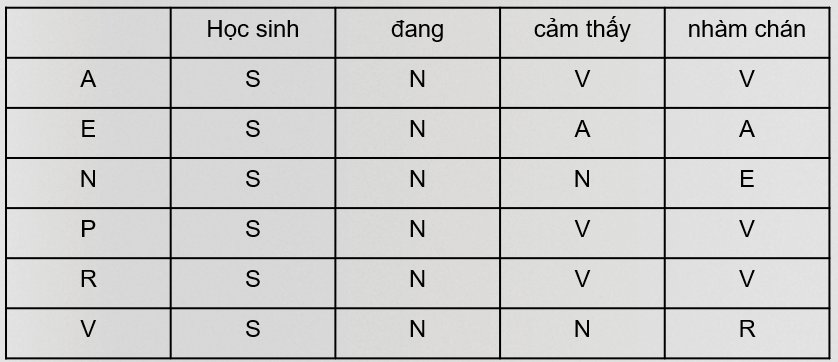 Học sinh đang cảm thấy nhàm chán
A S N V V
E S N A A
N S N N E
P S N V V
R S N V V
V S N N R